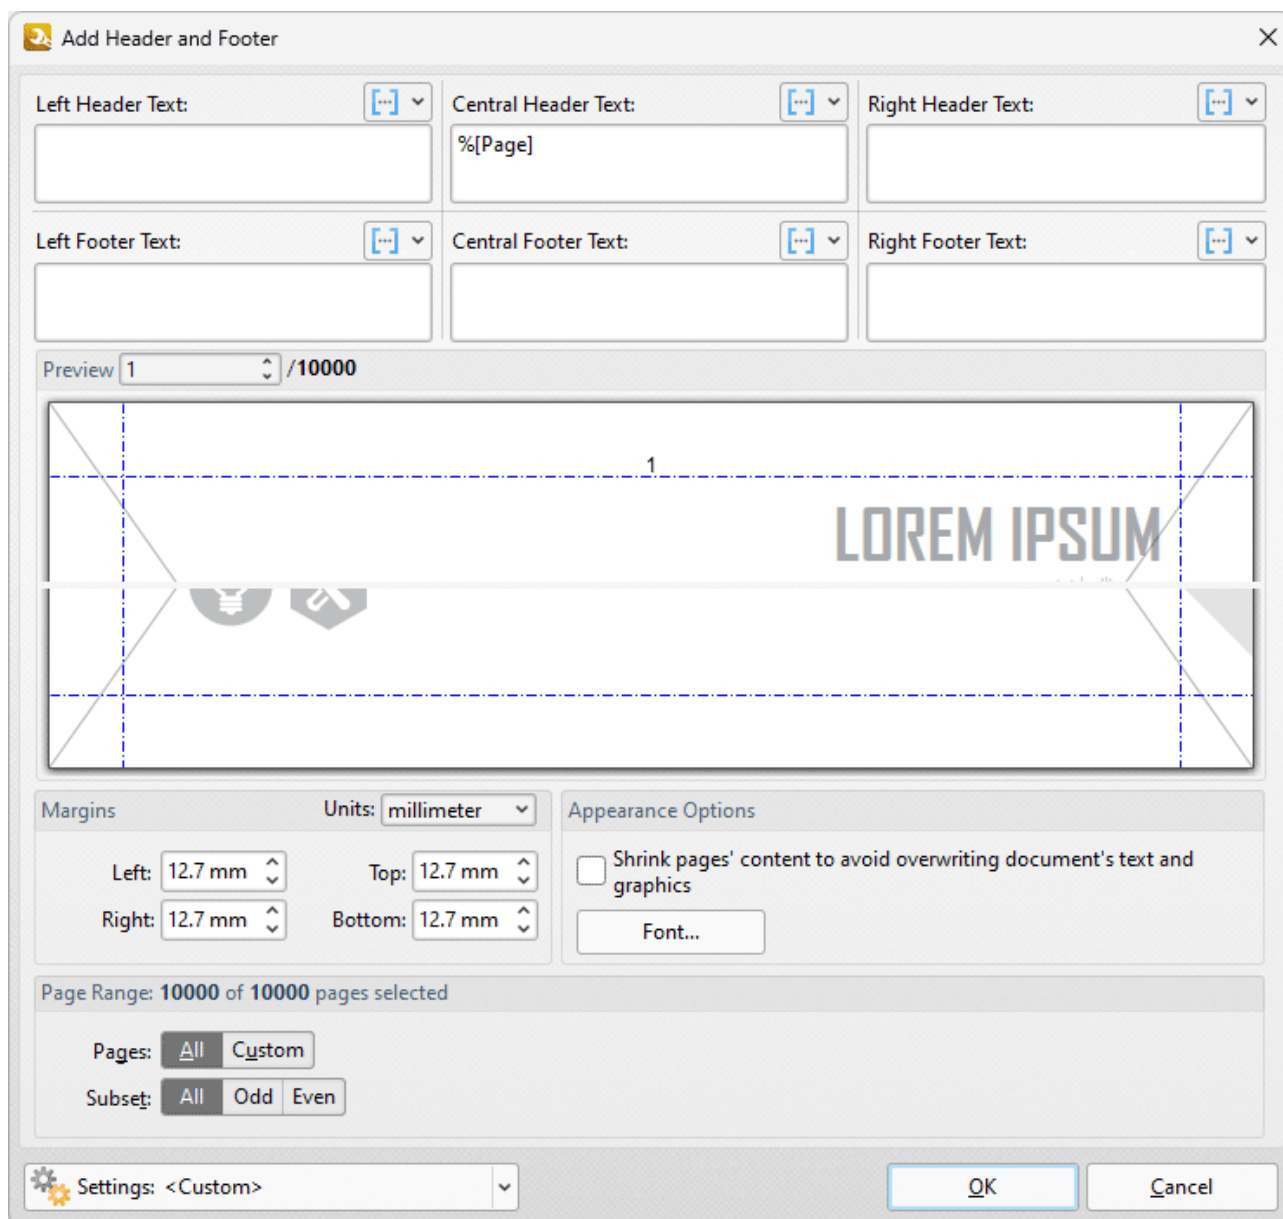 Add Header and Footer
Left Header Text:
Central Header Text:
Right Header Text:
%[Page]
Left Footer Text:
Central Footer Text:
Right Footer Text:
Preview 1 /10000
1
LOREM IPSUM
Margins
Units: millimeter
Appearance Options
Left: 12.7 mm
Top: 12.7 mm
Shrink pages' content to avoid overwriting document's text and
graphics
Right: 12.7 mm
Bottom: 12.7 mm
Font...
Page Range: 10000 of 10000 pages selected
Pages: All Custom
Subset: All Odd Even
Settings: <Custom>
OK
Cancel